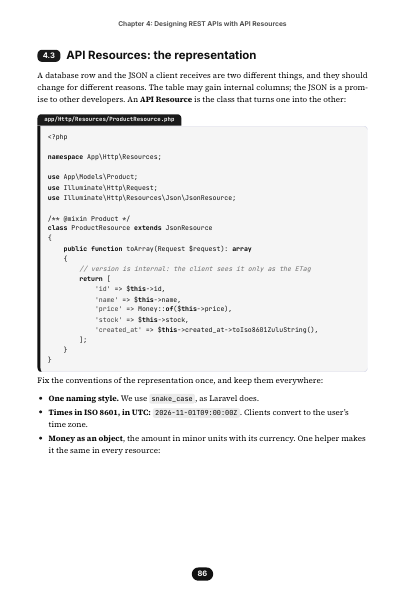 Chapter 4: Designing REST APIs with API Resources
4.3 API Resources: the representation
A database row and the JSON a client receives are two different things, and they should
change for different reasons. The table may gain internal columns; the JSON is a prom-
ise to other developers. An API Resource is the class that turns one into the other:
app/Http/Resources/ProductResource.php
<?php
namespace App\Http\Resources;
use App\Models\Product;
use Illuminate\Http\Request;
use Illuminate\Http\Resources\Json\JsonResource;
/** @mixin Product */
class ProductResource extends JsonResource
{
    public function toArray(Request $request): array
    {
        // version is internal: the client sees it only as the ETag
        return [
            'id' => $this->id,
            'name' => $this->name,
            'price' => Money::of($this->price),
            'stock' => $this->stock,
            'created_at' => $this->created_at->toIso8601ZuluString(),
        ];
    }
}
Fix the conventions of the representation once, and keep them everywhere:
• One naming style. We use snake_case, as Laravel does.
• Times in ISO 8601, in UTC: 2026-11-01T09:00:00Z. Clients convert to the user's
time zone.
• Money as an object, the amount in minor units with its currency. One helper makes
it the same in every resource:
86